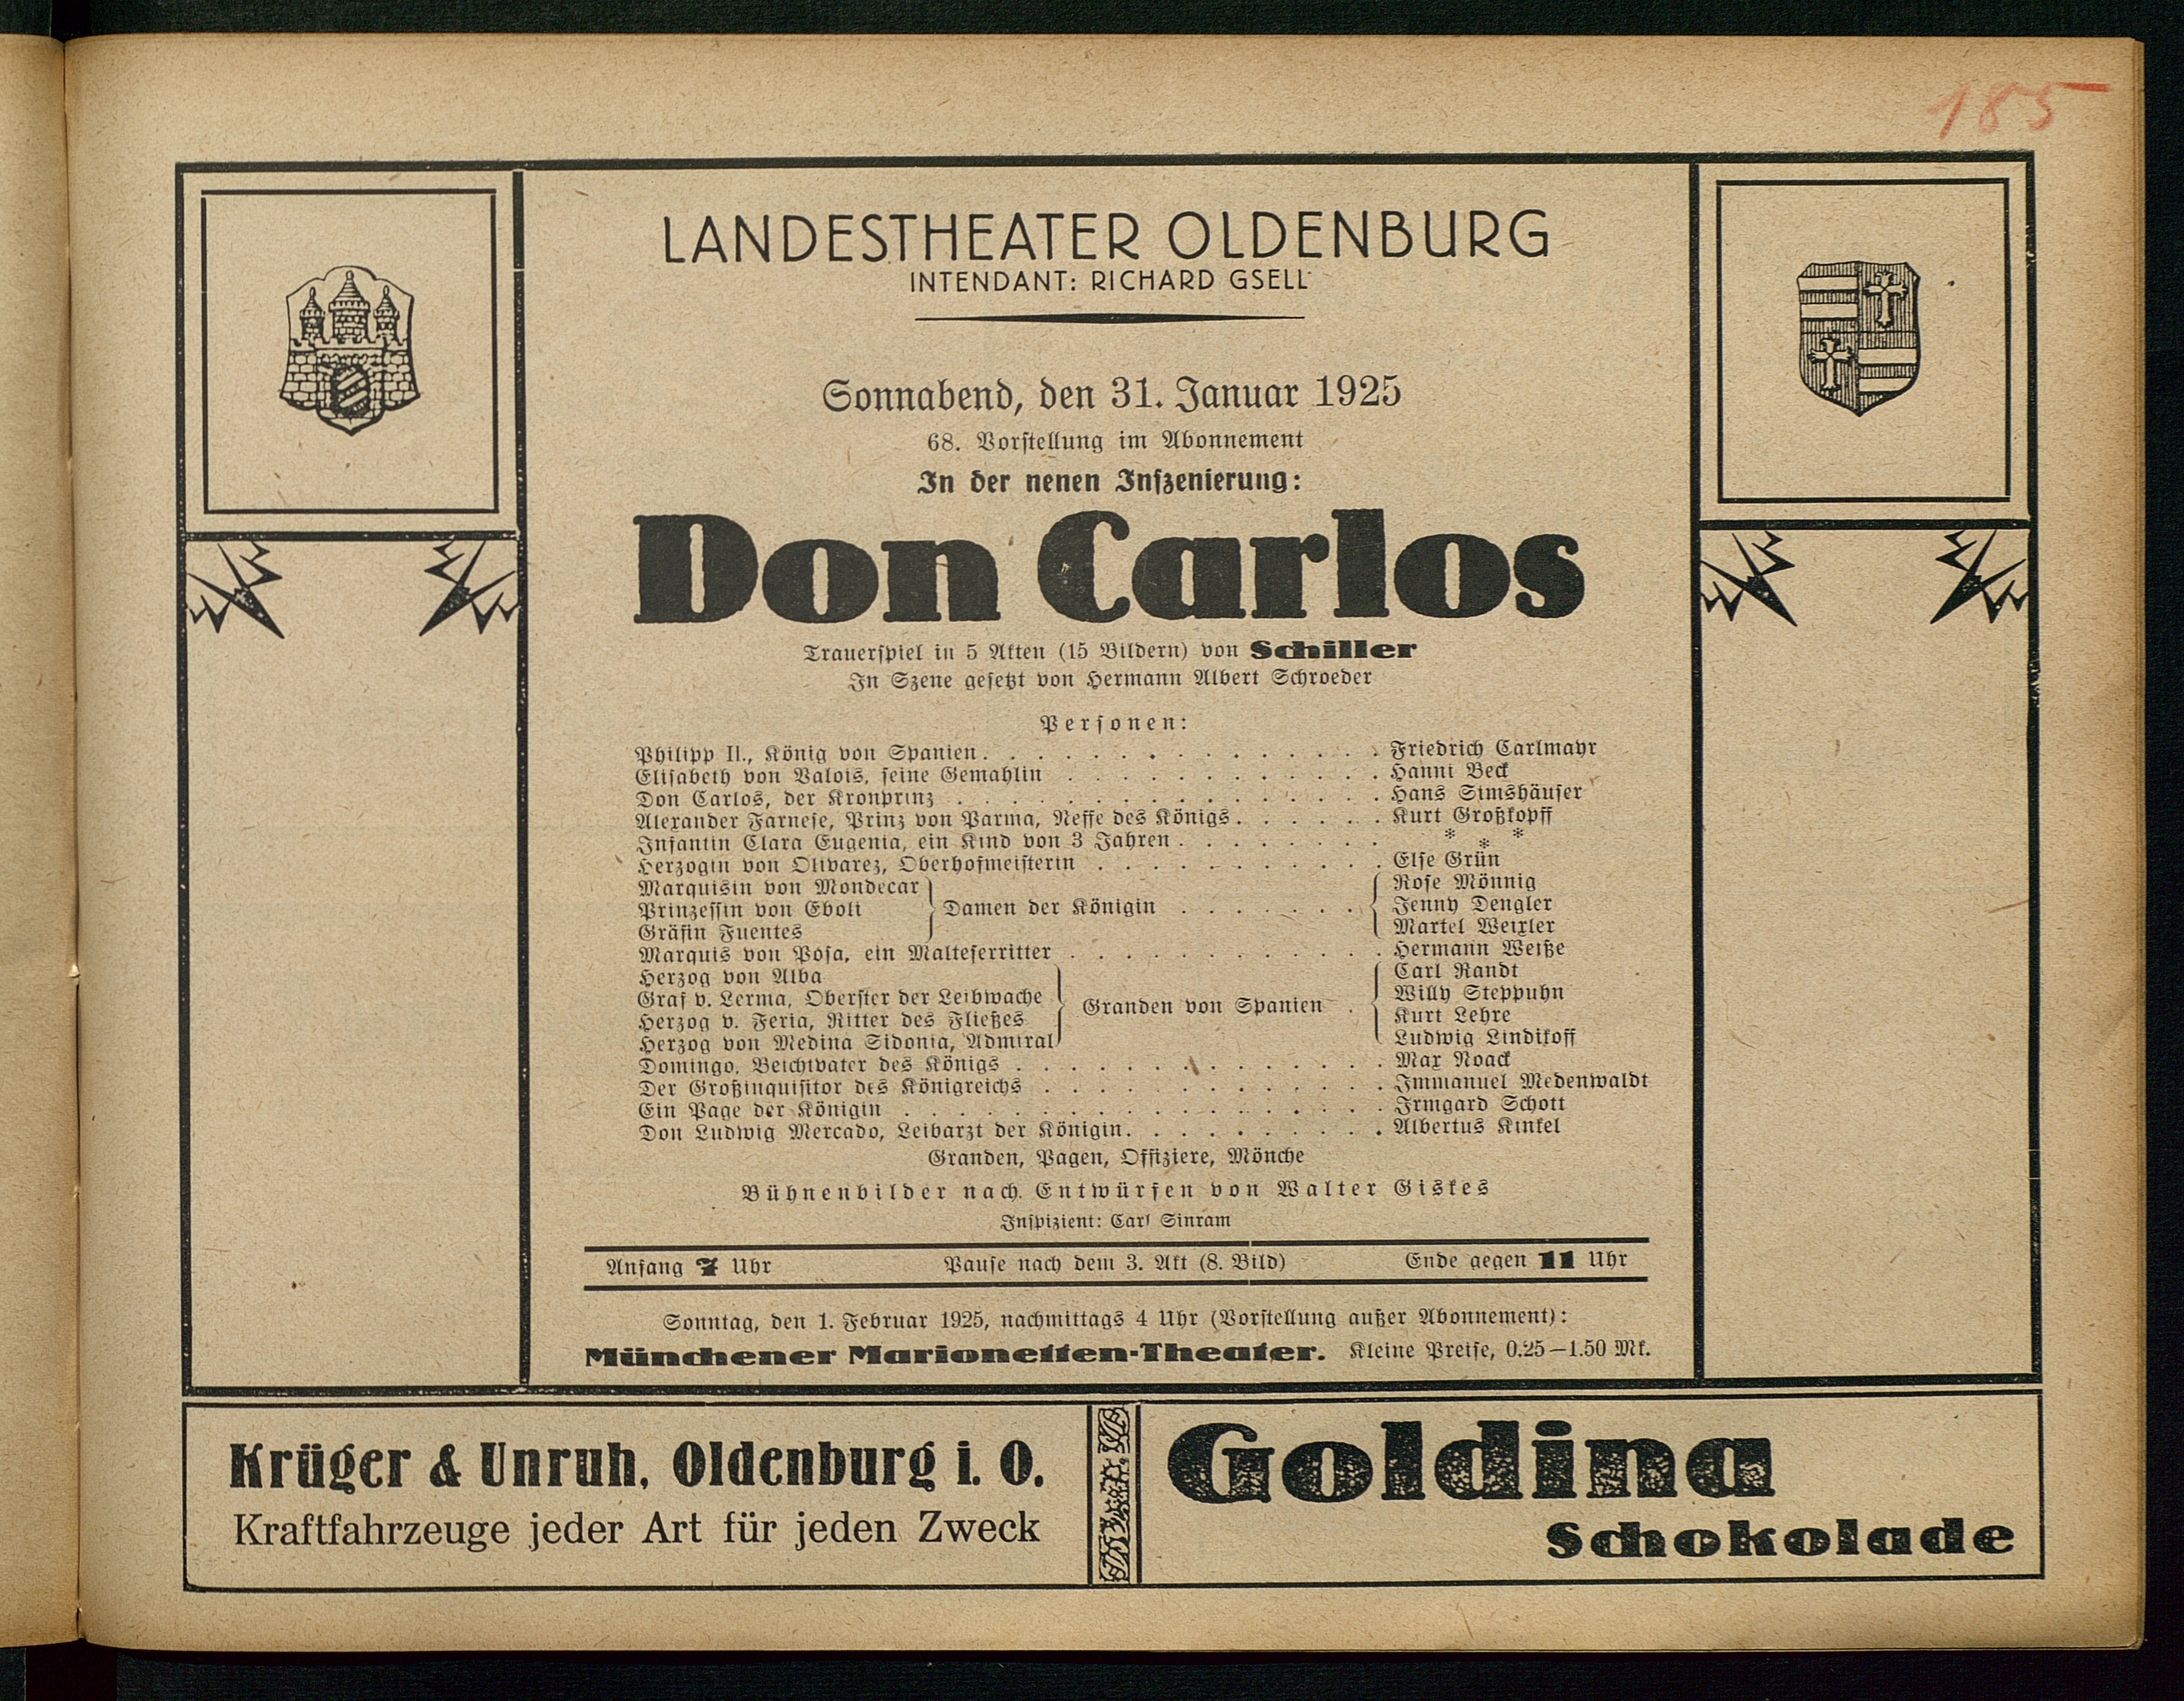 185
LANDESTHEATER OLDENBURG
INTENDANT: RICHARD GSELL
Sonnabend, den 31. Januar 1925
68. Vorstellung im Abonnement
In der neuen Inszenierung:
Don Carlos
Trauerspiel in 5 Akten (15 Bildern) von Schiller
In Szene gesetzt von Hermann Albert Schroeder
Personen:
Philipp II., König von Spanien . . . Friedrich Carlmayr
Elisabeth von Valois, seine Gemahlin . . . Hanni Beck
Don Carlos, der Kronprinz . . . Hans Simshäuser
Alexander Farnese, Prinz von Parma, Neffe des Königs . . . Kurt Großkopff
Infantin Clara Eugenia, ein Kind von 3 Jahren . . . * * *
Herzogin von Olivarez, Oberhofmeisterin . . . Else Grün
Marquisin von Mondecar } Rose Mönnig
Prinzessin von Eboli } Damen der Königin . . . { Jenny Dengler
Gräfin Fuentes } Martel Weixler
Marquis von Posa, ein Malteserritter . . . Hermann Weiße
Herzog von Alba Carl Randt
Graf v. Lerma, Oberster der Leibwache } Granden von Spanien . { Willy Steppuhn
Herzog v. Feria, Ritter des Fließes Kurt Lehre
Herzog von Medina Sidonia, Admiral Ludwig Lindikoff
Domingo, Beichtvater des Königs . . . Max Noack
Der Großinquisitor des Königreichs . . . Immanuel Medenwaldt
Ein Page der Königin . . . Irmgard Schott
Don Ludwig Mercado, Leibarzt der Königin . . . Albertus Kinkel
Granden, Pagen, Offiziere, Mönche
Bühnenbilder nach Entwürfen von Walter Giskes
Inspizient: Carl Sinram
Anfang 7 Uhr Pause nach dem 3. Akt (8. Bild) Ende gegen 11 Uhr
Sonntag, den 1. Februar 1925, nachmittags 4 Uhr (Vorstellung außer Abonnement):
Münchener Marionetten-Theater. Kleine Preise, 0.25–1.50 Mk.
Krüger & Unruh, Oldenburg i. O.
Kraftfahrzeuge jeder Art für jeden Zweck
Goldina
Schokolade